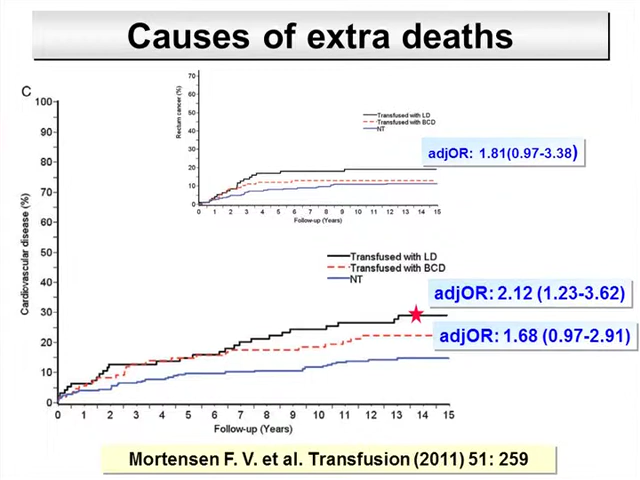 Causes of extra deaths
C
Rectum cancer (%)
70
60
50
40
30
20
10
0
0 1 2 3 4 5 6 7 8 9 10 11 12 13 14 15
Follow-up (Years)
Transfused with LD
Transfused with BCD
NT
adjOR: 1.81(0.97-3.38)
Cardiovascular disease (%)
100
90
80
70
60
50
40
30
20
10
0
0 1 2 3 4 5 6 7 8 9 10 11 12 13 14 15
Follow-up (Years)
Transfused with LD
Transfused with BCD
NT
adjOR: 2.12 (1.23-3.62)
adjOR: 1.68 (0.97-2.91)
Mortensen F. V. et al. Transfusion (2011) 51: 259